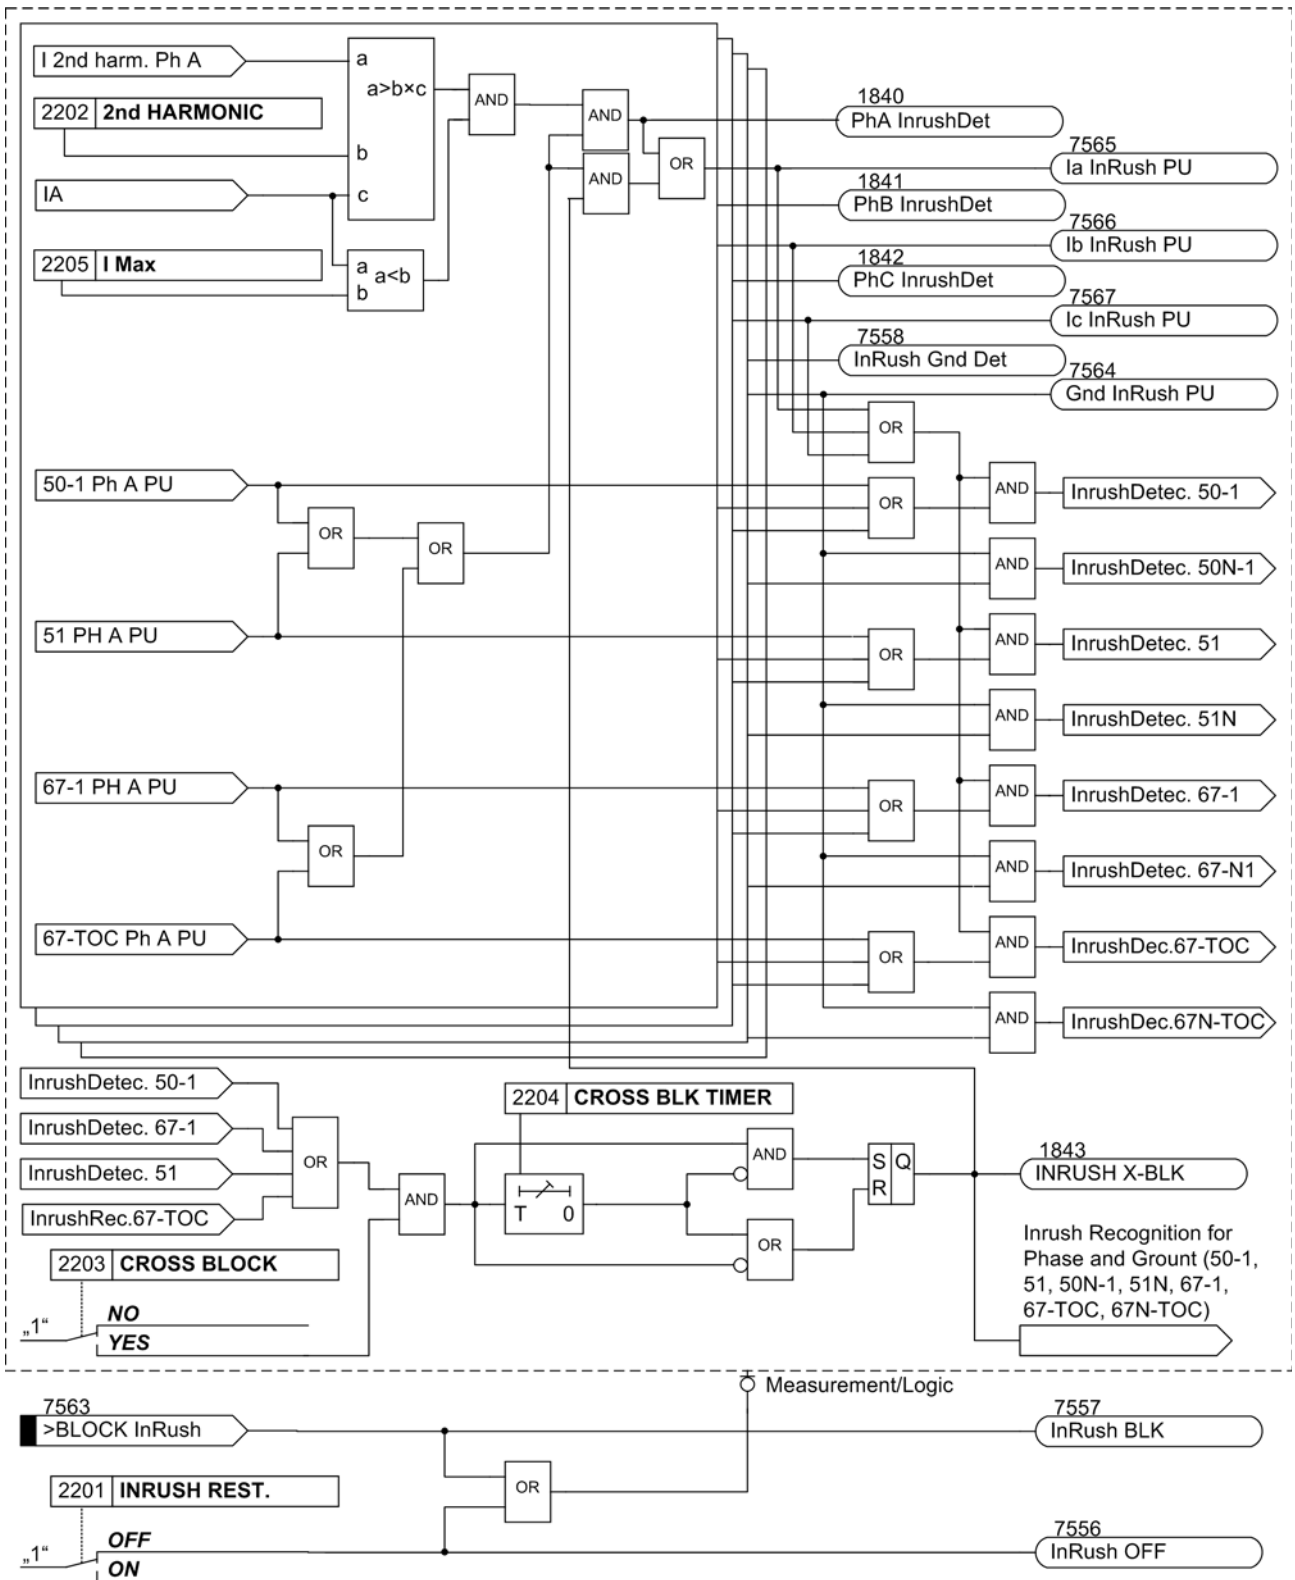 I 2nd harm. Ph A
a
a>b×c
AND
AND
1840
PhA InrushDet
2202 2nd HARMONIC
b
OR
7565
Ia InRush PU
AND
IA
c
1841
PhB InrushDet
7566
Ib InRush PU
2205 I Max
a
a<b
b
1842
PhC InrushDet
7567
Ic InRush PU
7558
InRush Gnd Det
7564
Gnd InRush PU
OR
50-1 Ph A PU
OR
AND
InrushDetec. 50-1
OR
OR
AND
InrushDetec. 50N-1
51 PH A PU
OR
AND
InrushDetec. 51
AND
InrushDetec. 51N
67-1 PH A PU
OR
AND
InrushDetec. 67-1
OR
AND
InrushDetec. 67-N1
67-TOC Ph A PU
OR
AND
InrushDec.67-TOC
AND
InrushDec.67N-TOC
InrushDetec. 50-1
2204 CROSS BLK TIMER
InrushDetec. 67-1
InrushDetec. 51
InrushRec.67-TOC
OR
AND
T 0
AND
OR
S Q
R
1843
INRUSH X-BLK
2203 CROSS BLOCK
„1“
NO
YES
Inrush Recognition for
Phase and Grount (50-1,
51, 50N-1, 51N, 67-1,
67-TOC, 67N-TOC)
Measurement/Logic
7563
>BLOCK InRush
7557
InRush BLK
2201 INRUSH REST.
OR
„1“
OFF
ON
7556
InRush OFF